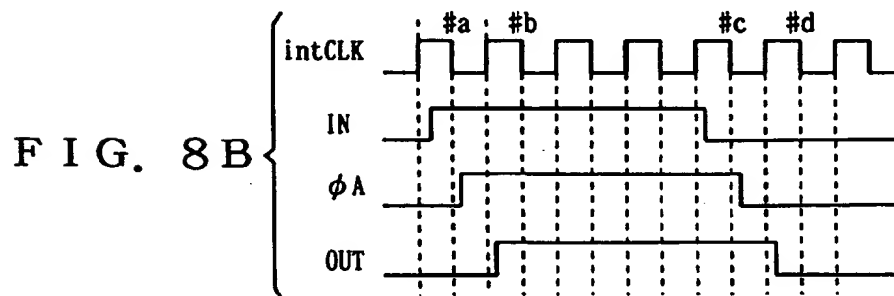 #a #b #c #d
intCLK
IN
FIG. 8B
φA
OUT